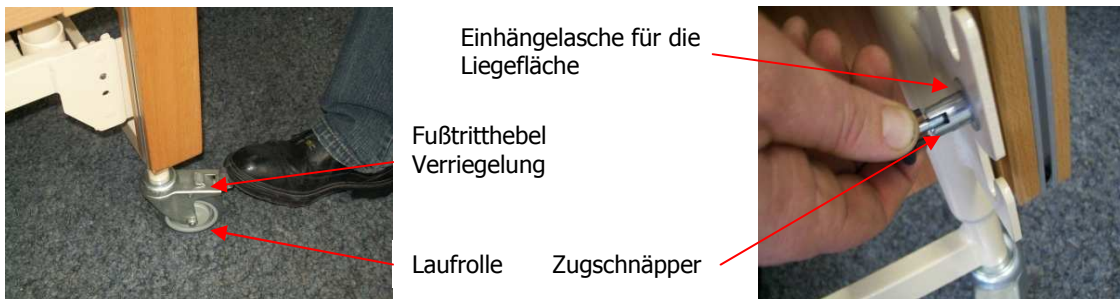 Einhängelasche für die
Liegefläche
Fußtritthebel
Verriegelung
Laufrolle
Zugschnäpper